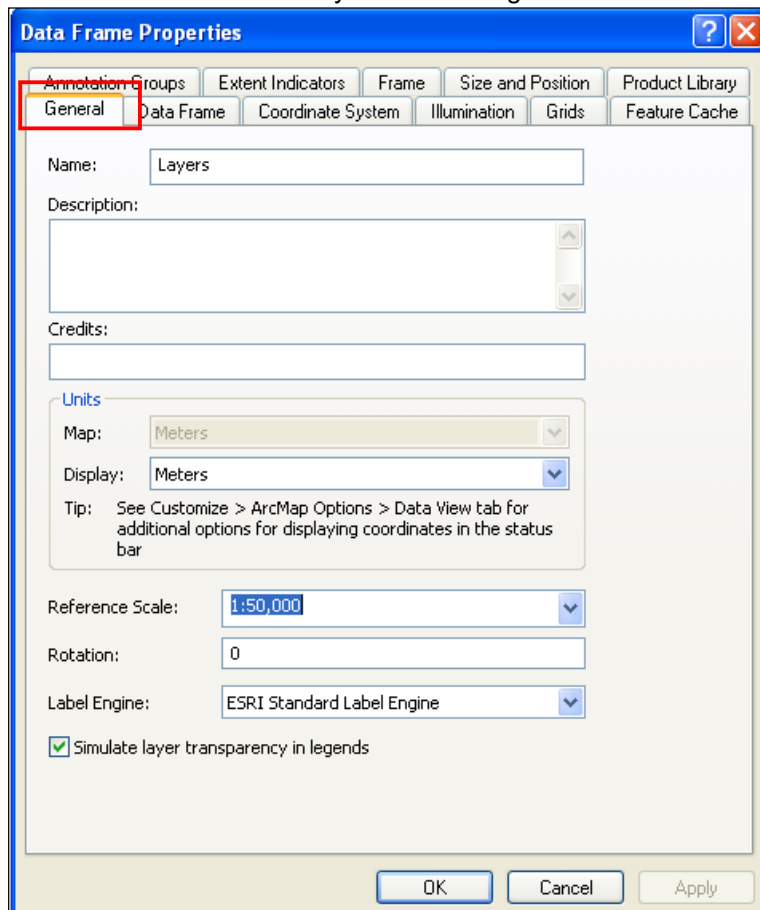 Data Frame Properties
Annotation Groups Extent Indicators Frame Size and Position Product Library
General Data Frame Coordinate System Illumination Grids Feature Cache
Name: Layers
Description:
Credits:
Units
Map: Meters
Display: Meters
Tip: See Customize > ArcMap Options > Data View tab for
additional options for displaying coordinates in the status
bar
Reference Scale: 1:50,000
Rotation: 0
Label Engine: ESRI Standard Label Engine
Simulate layer transparency in legends
OK Cancel Apply